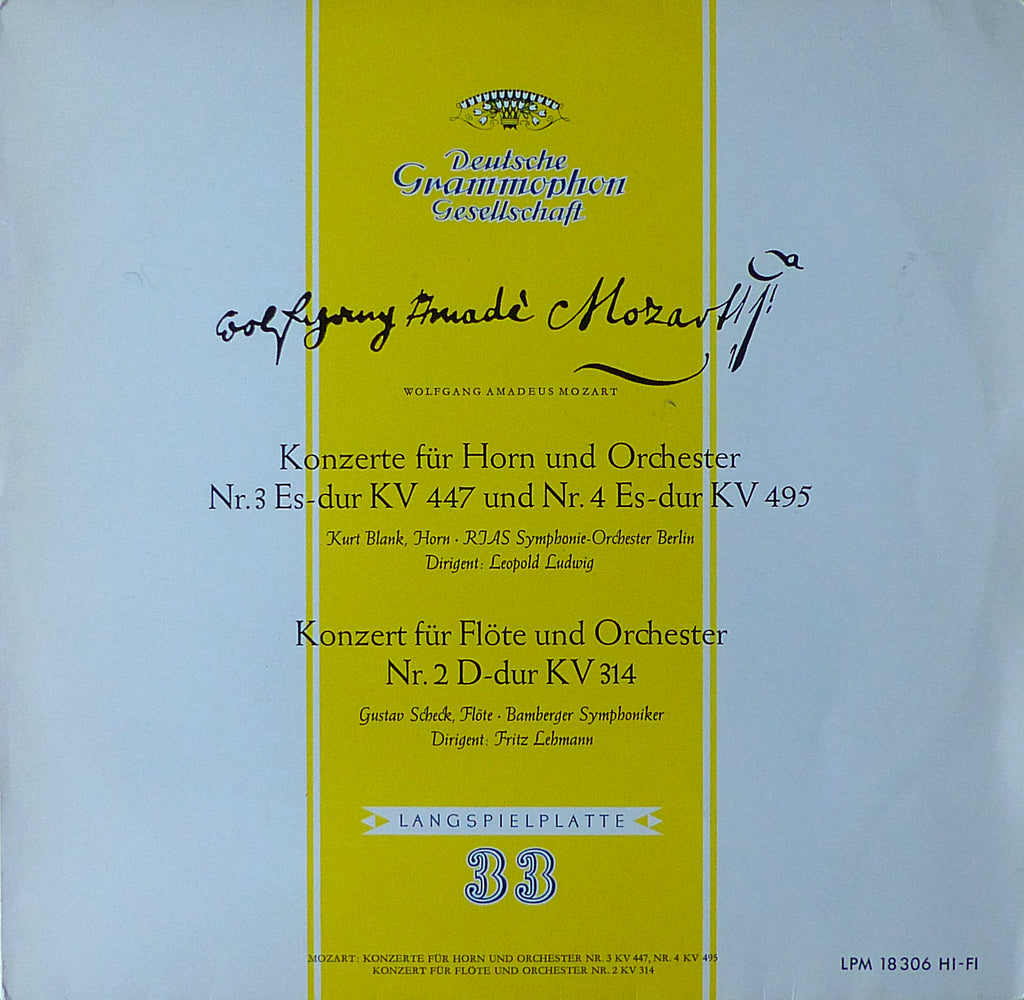 Deutsche
Grammophon
Gesellschaft
Wolfgang Amadè Mozart
WOLFGANG AMADEUS MOZART
Konzerte für Horn und Orchester
Nr. 3 Es-dur KV 447 und Nr. 4 Es-dur KV 495
Kurt Blank, Horn · RIAS Symphonie-Orchester Berlin
Dirigent: Leopold Ludwig
Konzert für Flöte und Orchester
Nr. 2 D-dur KV 314
Gustav Scheck, Flöte · Bamberger Symphoniker
Dirigent: Fritz Lehmann
LANGSPIELPLATTE
33
MOZART: KONZERTE FÜR HORN UND ORCHESTER NR. 3 KV 447, NR. 4 KV 495
KONZERT FÜR FLÖTE UND ORCHESTER NR. 2 KV 314
LPM 18306 HI-FI